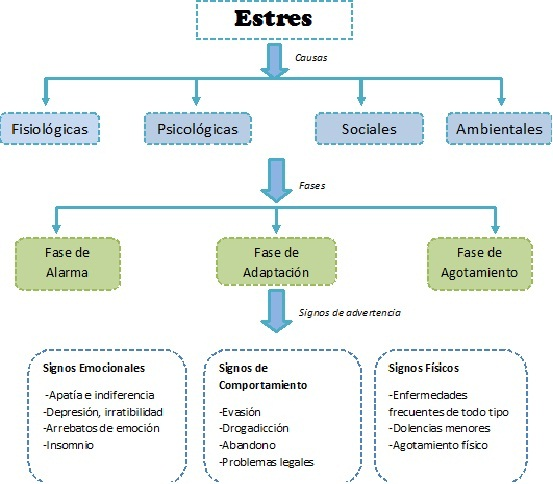 Estres
Causas
Fisiológicas
Psicológicas
Sociales
Ambientales
Fases
Fase de
Alarma
Fase de
Adaptación
Fase de
Agotamiento
Signos de advertencia
Signos Emocionales
-Apatía e indiferencia
-Depresión, irratibilidad
-Arrebatos de emoción
-Insomnio
Signos de
Comportamiento
-Evasión
-Drogadicción
-Abandono
-Problemas legales
Signos Físicos
-Enfermedades
frecuentes de todo tipo
-Dolencias menores
-Agotamiento físico